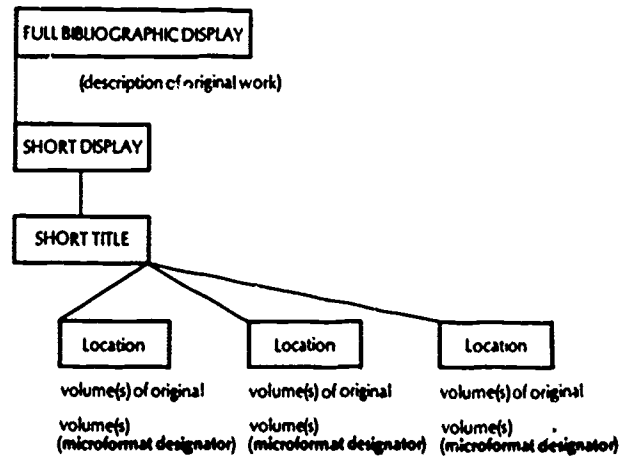 FULL BIBLIOGRAPHIC DISPLAY
(description of original work)
SHORT DISPLAY
SHORT TITLE
Location
Location
Location
volume(s) of original
volume(s) of original
volume(s) of original
volume(s)
volume(s)
volume(s)
(microformat designator)
(microformat designator)
(microformat designator)